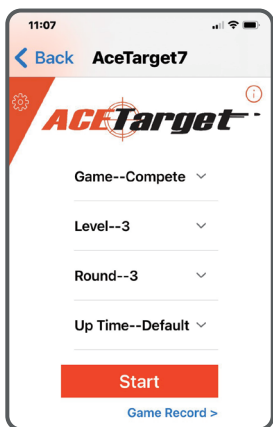 11:07
Back AceTarget7
ACETarget
Game--Compete
Level--3
Round--3
Up Time--Default
Start
Game Record >